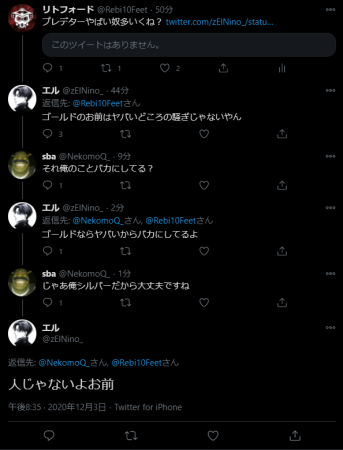 リトフォード @Rebi10Feet · 50分
プレデターやばい奴多いくね? twitter.com/zEINino_/statu...
このツイートはありません。
1 1 2
エル @zEINino_ · 44分
返信先: @Rebi10Feetさん
ゴールドのお前はヤバいどころの騒ぎじゃないやん
3
sba @NekomoQ_ · 9分
それ俺のことバカにしてる?
1
エル @zEINino_ · 2分
返信先: @NekomoQ_さん, @Rebi10Feetさん
ゴールドならヤバいからバカにしてるよ
1
sba @NekomoQ_ · 1分
じゃあ俺シルバーだから大丈夫ですね
1
エル
@zEINino_
返信先: @NekomoQ_さん, @Rebi10Feetさん
人じゃないよお前
午後8:35 · 2020年12月3日 · Twitter for iPhone